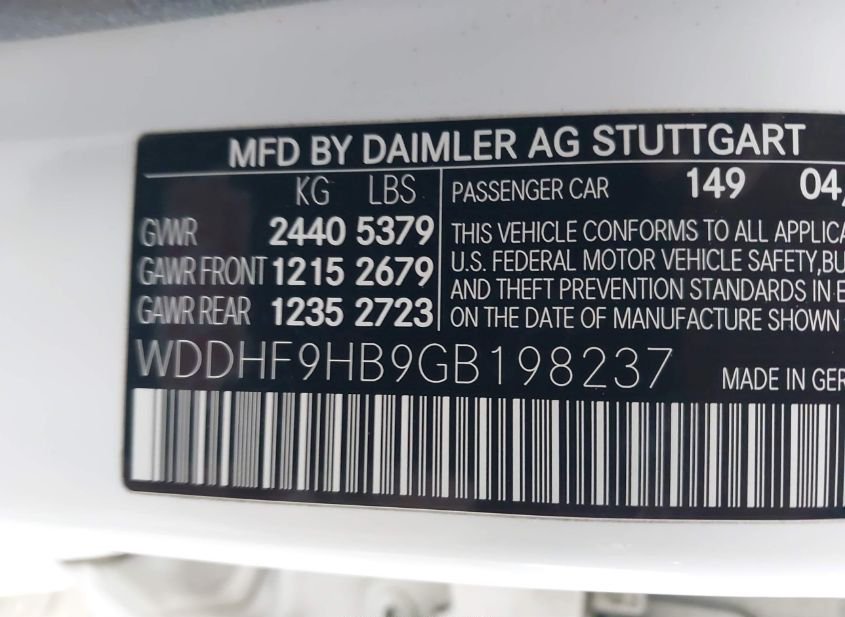 MFD BY DAIMLER AG STUTTGART
KG LBS
GVWR 2440 5379
GAWR FRONT 1215 2679
GAWR REAR 1235 2723
PASSENGER CAR 149 04
THIS VEHICLE CONFORMS TO ALL
U.S. FEDERAL MOTOR VEHICLE SAFETY,
AND THEFT PREVENTION STANDARDS IN
ON THE DATE OF MANUFACTURE SHOWN
WDDHF9HB9GB198237
MADE IN